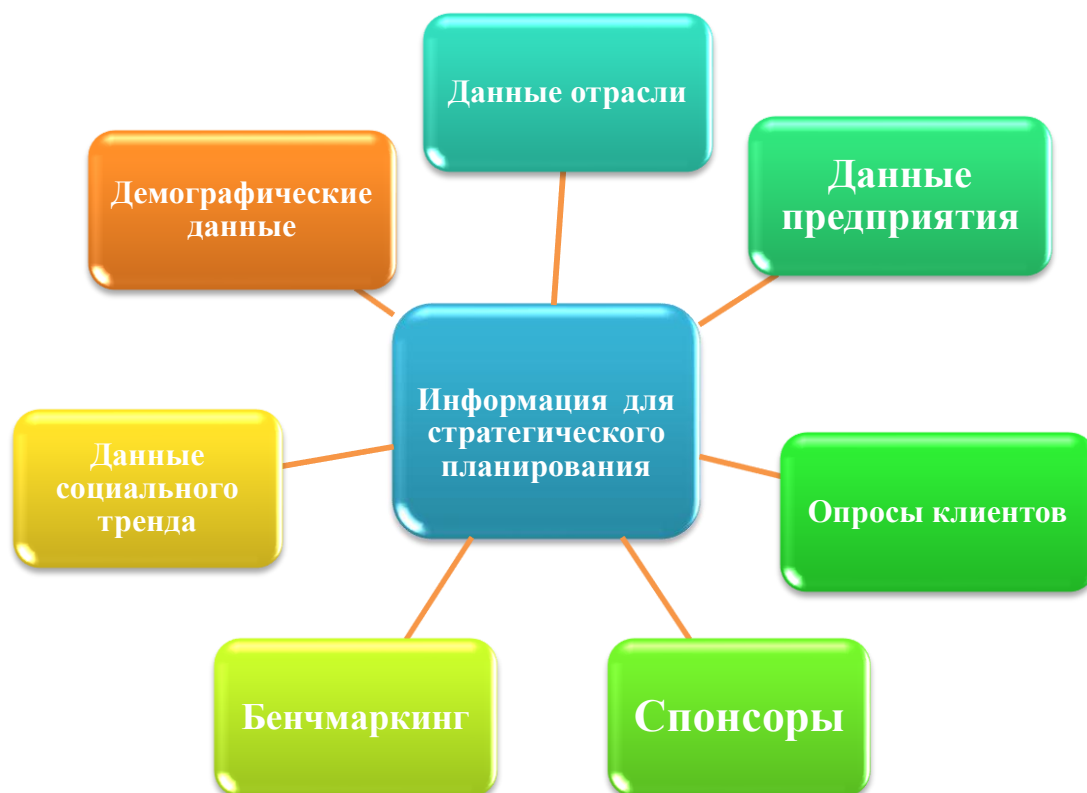 Данные отрасли
Данные
предприятия
Демографические
данные
Информация для
стратегического
планирования
Данные
социального
тренда
Опросы клиентов
Бенчмаркинг
Спонсоры